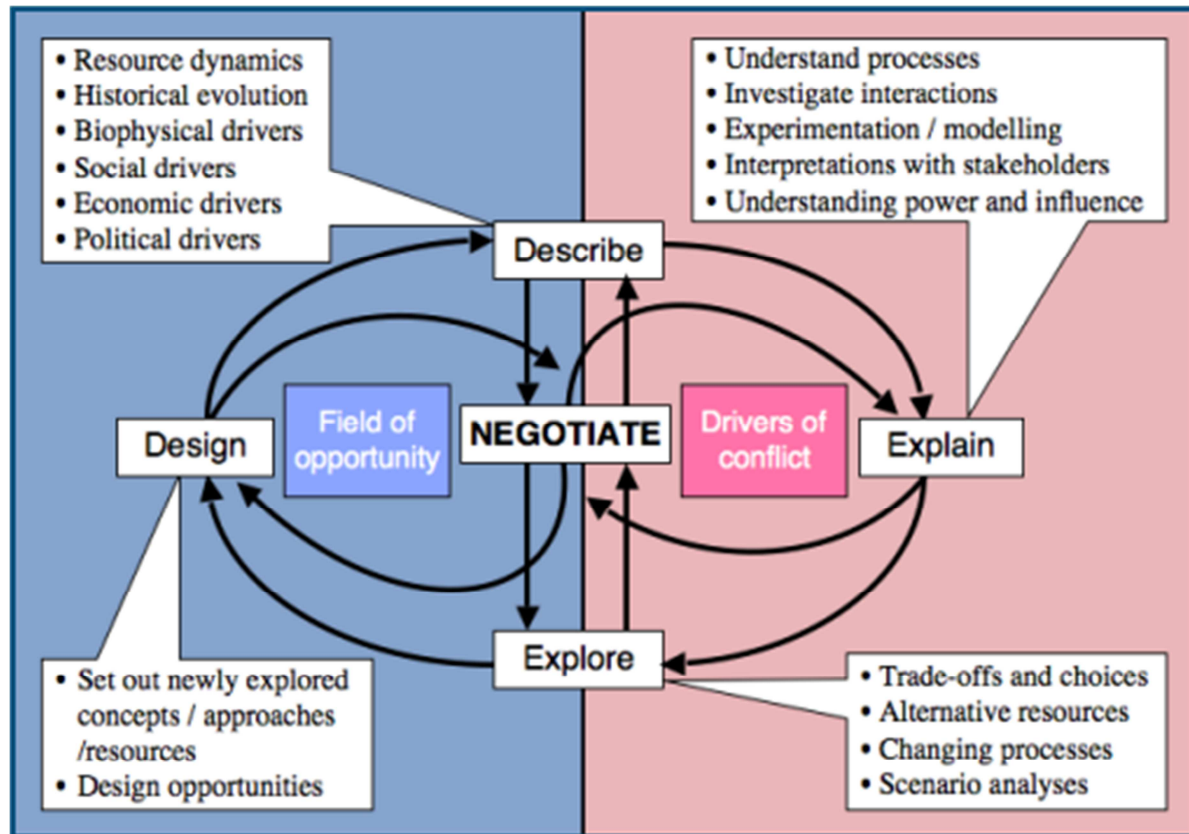 • Resource dynamics
• Historical evolution
• Biophysical drivers
• Social drivers
• Economic drivers
• Political drivers
• Understand processes
• Investigate interactions
• Experimentation / modelling
• Interpretations with stakeholders
• Understanding power and influence
Describe
Design
Field of
opportunity
NEGOTIATE
Drivers of
conflict
Explain
Explore
• Set out newly explored
concepts / approaches
/resources
• Design opportunities
• Trade-offs and choices
• Alternative resources
• Changing processes
• Scenario analyses